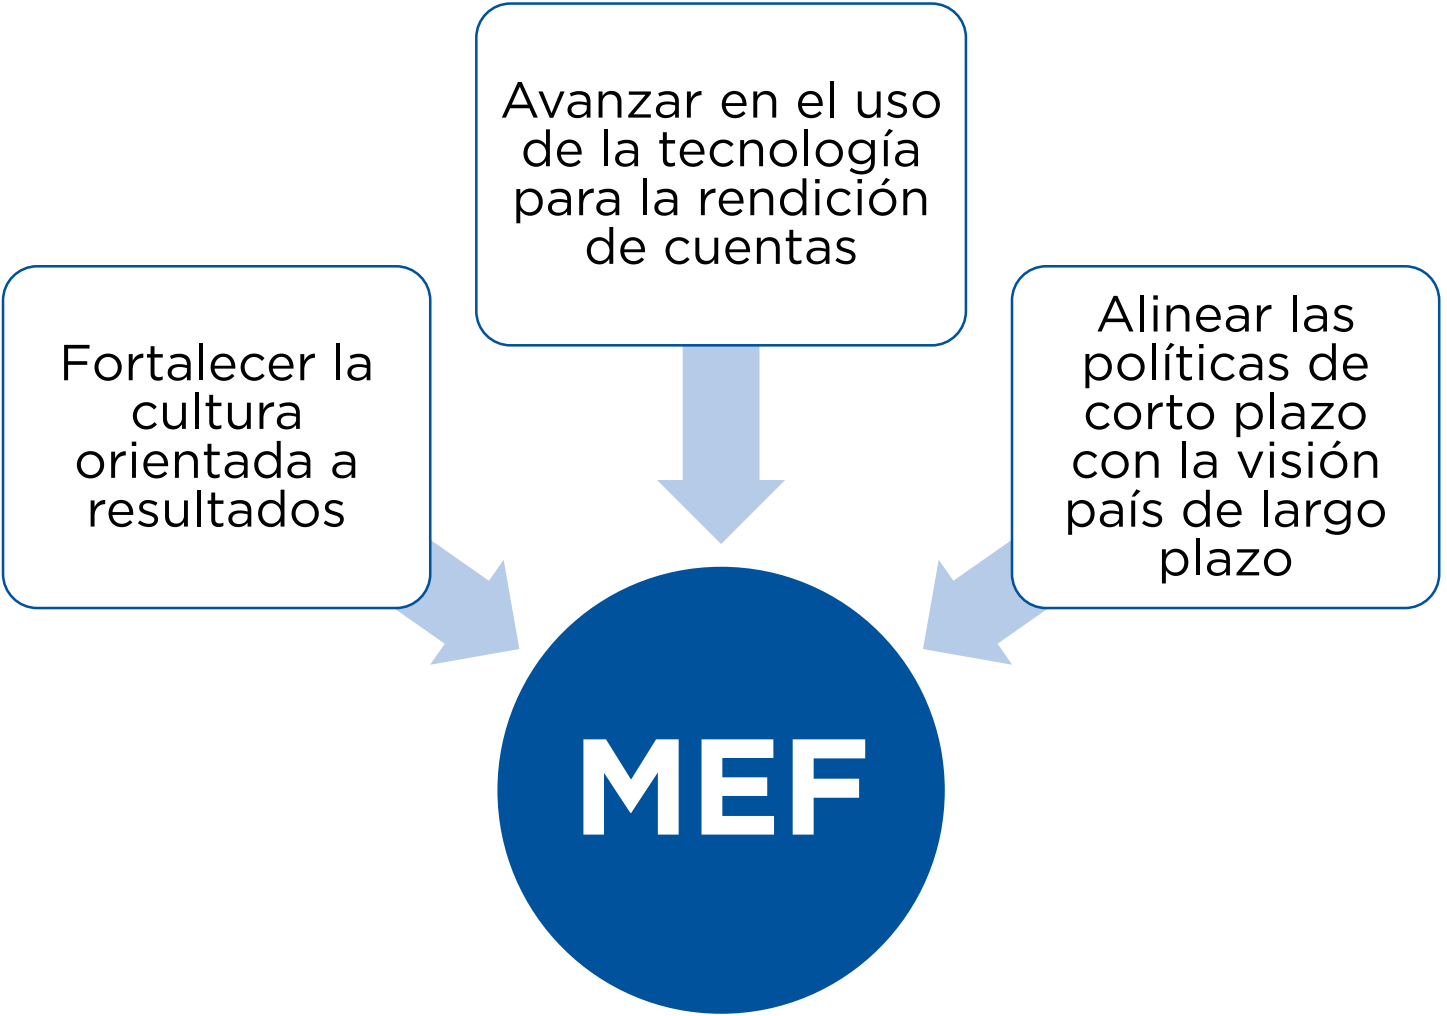 Avanzar en el uso
de la tecnología
para la rendición
de cuentas
Fortalecer la
cultura
orientada a
resultados
Alinear las
políticas de
corto plazo
con la visión
país de largo
plazo
MEF